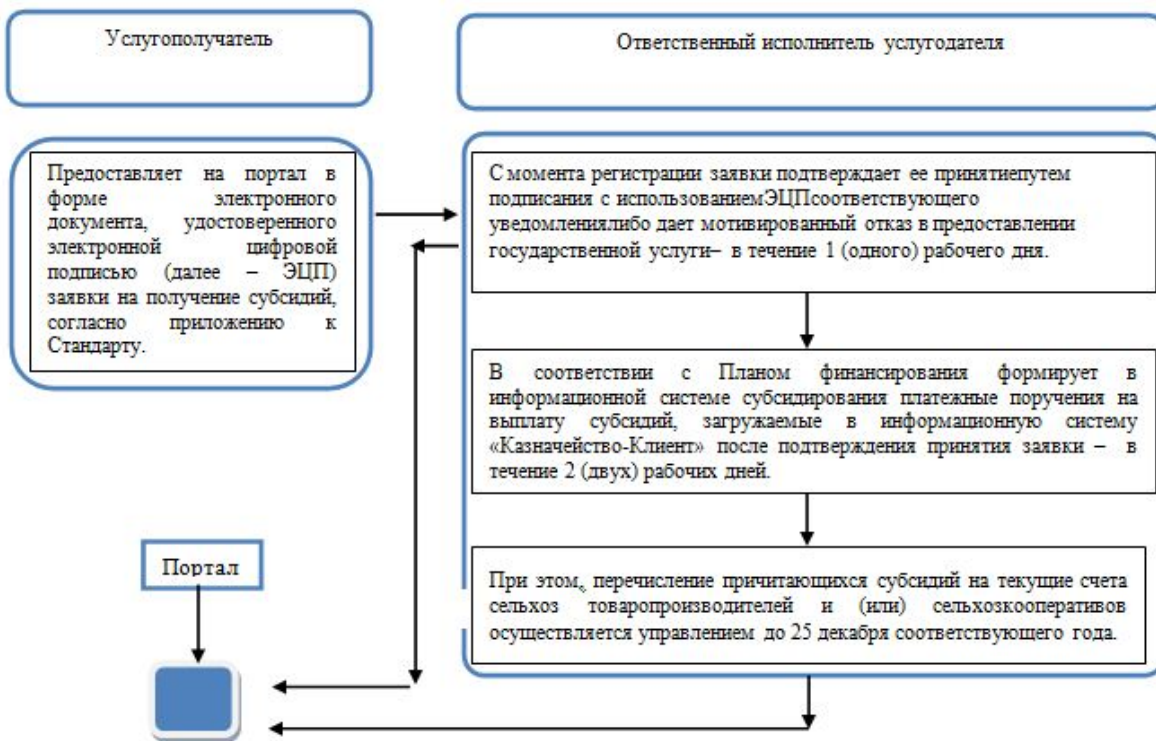 Услугополучатель
Ответственный исполнитель услугодателя
Предоставляет на портал в
форме электронного
документа, удостоверенного
электронной цифровой
подписью (далее – ЭЦП)
заявки на получение субсидий,
согласно приложению к
Стандарту.
С момента регистрации заявки подтверждает ее принятиепутем
подписания с использованиемЭЦПсоответствующего
уведомлениялибо дает мотивированный отказ в предоставлении
государственной услуги– в течение 1 (одного) рабочего дня.
В соответствии с Планом финансирования формирует в
информационной системе субсидирования платежные поручения на
выплату субсидий, загружаемые в информационную систему
«Казначейство-Клиент» после подтверждения принятия заявки – в
течение 2 (двух) рабочих дней.
Портал
При этом, перечисление причитающихся субсидий на текущие счета
сельхоз товаропроизводителей и (или) сельхозкооперативов
осуществляется управлением до 25 декабря соответствующего года.